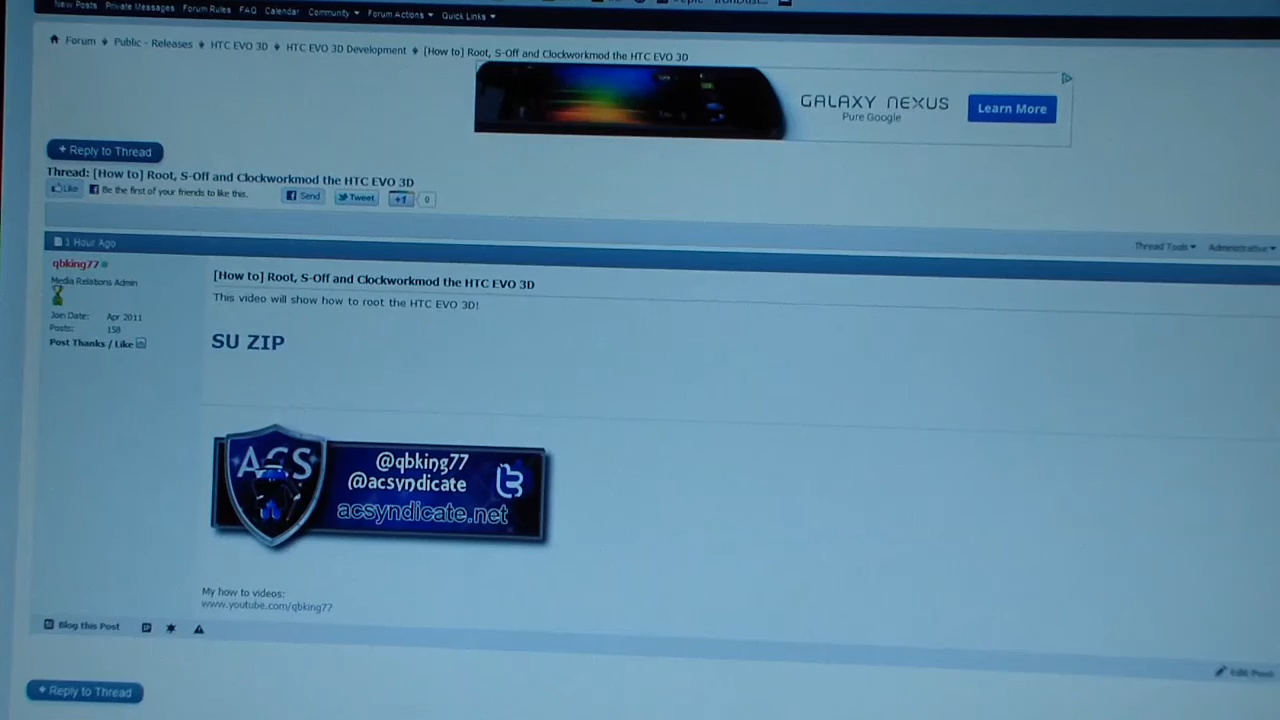 New Posts Private Messages Forum Rules FAQ Calendar Community Forum Actions Quick Links
Forum Public - Releases HTC EVO 3D HTC EVO 3D Development [How to] Root, S-Off and Clockworkmod the HTC EVO 3D
GALAXY NEXUS
Pure Google
Learn More
+ Reply to Thread
Thread: [How to] Root, S-Off and Clockworkmod the HTC EVO 3D
Like Be the first of your friends to like this. Send Tweet +1 0
Thread Tools Administrative
1 Hour Ago
qbking77
Media Relations Admin
Join Date: Apr 2011
Posts: 158
Post Thanks / Like
[How to] Root, S-Off and Clockworkmod the HTC EVO 3D
This video will show how to root the HTC EVO 3D!
SU ZIP
ACS
@qbking77
@acsyndicate
acsyndicate.net
My how to videos:
www.youtube.com/qbking77
Blog this Post
Edit Post
+ Reply to Thread